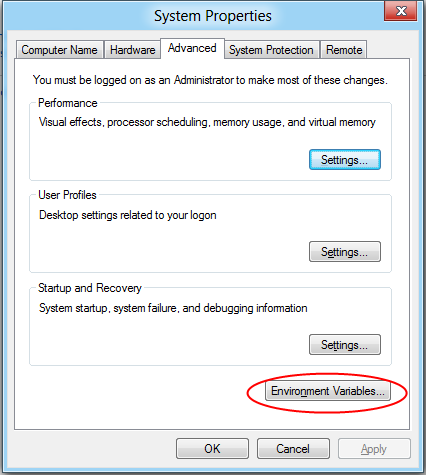 System Properties
Computer Name Hardware Advanced System Protection Remote
You must be logged on as an Administrator to make most of these changes.
Performance
Visual effects, processor scheduling, memory usage, and virtual memory
Settings...
User Profiles
Desktop settings related to your logon
Settings...
Startup and Recovery
System startup, system failure, and debugging information
Settings...
Environment Variables...
OK Cancel Apply